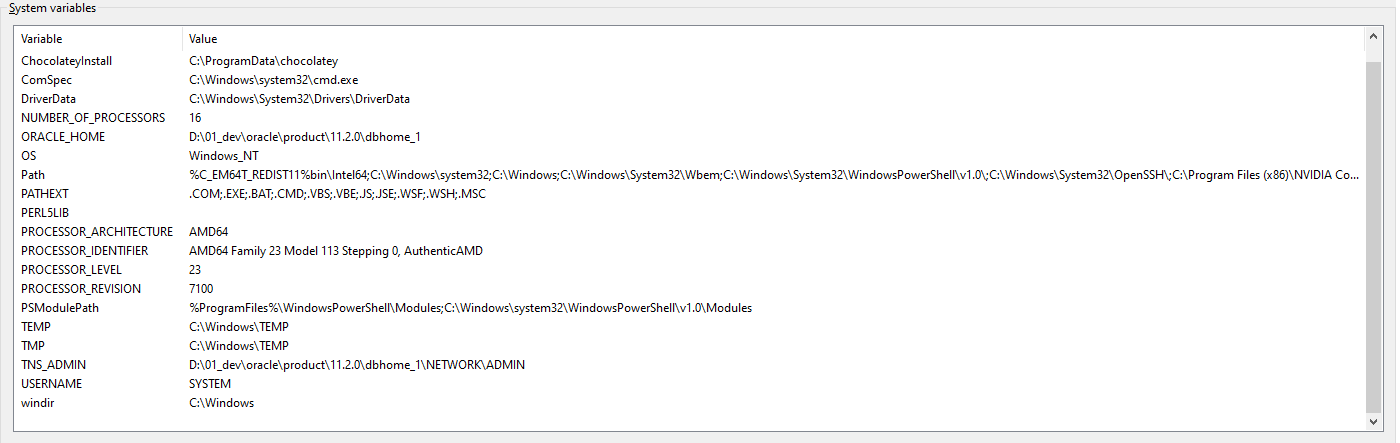 System variables
Variable Value
ChocolateyInstall C:\ProgramData\chocolatey
ComSpec C:\Windows\system32\cmd.exe
DriverData C:\Windows\System32\Drivers\DriverData
NUMBER_OF_PROCESSORS 16
ORACLE_HOME D:\01_dev\oracle\product\11.2.0\dbhome_1
OS Windows_NT
Path %C_EM64T_REDIST11%bin\Intel64;C:\Windows\system32;C:\Windows;C:\Windows\System32\Wbem;C:\Windows\System32\WindowsPowerShell\v1.0\;C:\Windows\System32\OpenSSH\;C:\Program Files (x86)\NVIDIA Co...
PATHEXT .COM;.EXE;.BAT;.CMD;.VBS;.VBE;.JS;.JSE;.WSF;.WSH;.MSC
PERL5LIB
PROCESSOR_ARCHITECTURE AMD64
PROCESSOR_IDENTIFIER AMD64 Family 23 Model 113 Stepping 0, AuthenticAMD
PROCESSOR_LEVEL 23
PROCESSOR_REVISION 7100
PSModulePath %ProgramFiles%\WindowsPowerShell\Modules;C:\Windows\system32\WindowsPowerShell\v1.0\Modules
TEMP C:\Windows\TEMP
TMP C:\Windows\TEMP
TNS_ADMIN D:\01_dev\oracle\product\11.2.0\dbhome_1\NETWORK\ADMIN
USERNAME SYSTEM
windir C:\Windows